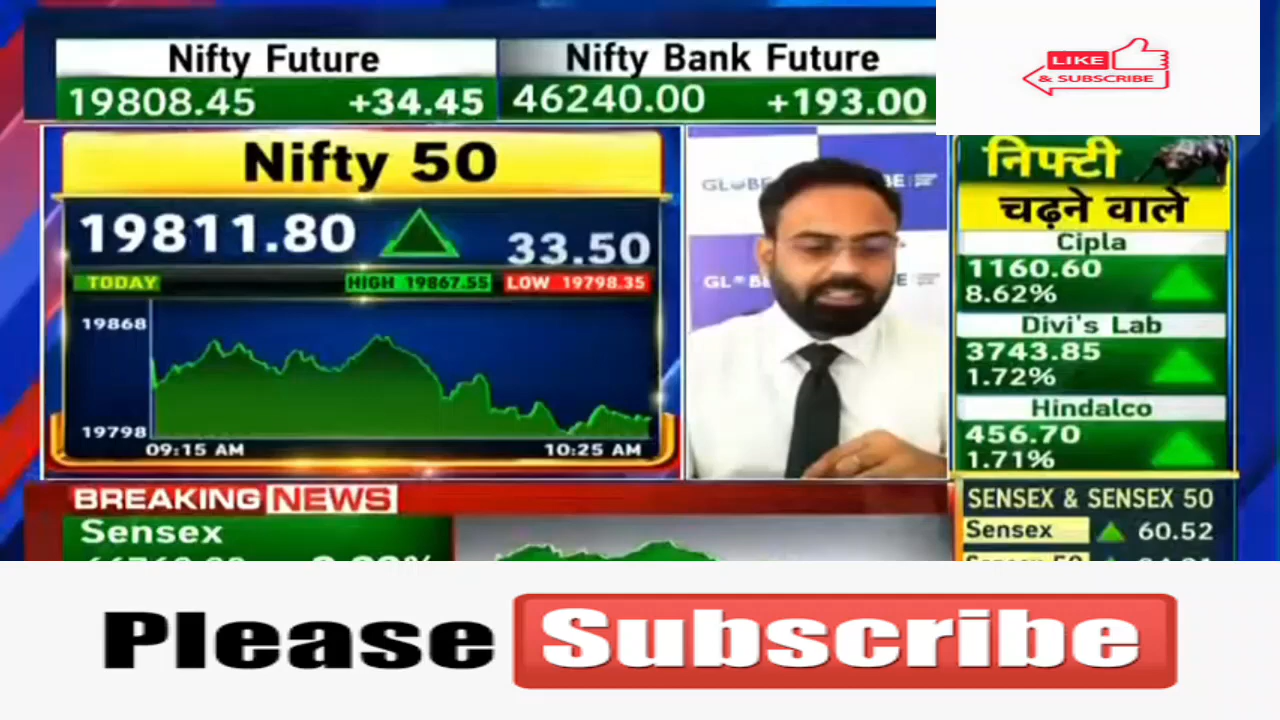 Nifty Future
19808.45 +34.45
Nifty Bank Future
46240.00 +193.00
LIKE
& SUBSCRIBE
Nifty 50
19811.80 33.50
TODAY HIGH 19867.55 LOW 19798.35
19868
19798
09:15 AM 10:25 AM
निफ्टी
चढ़ने वाले
Cipla
1160.60
8.62%
Divi's Lab
3743.85
1.72%
Hindalco
456.70
1.71%
BREAKING NEWS
Sensex
SENSEX & SENSEX 50
Sensex 60.52
Please Subscribe